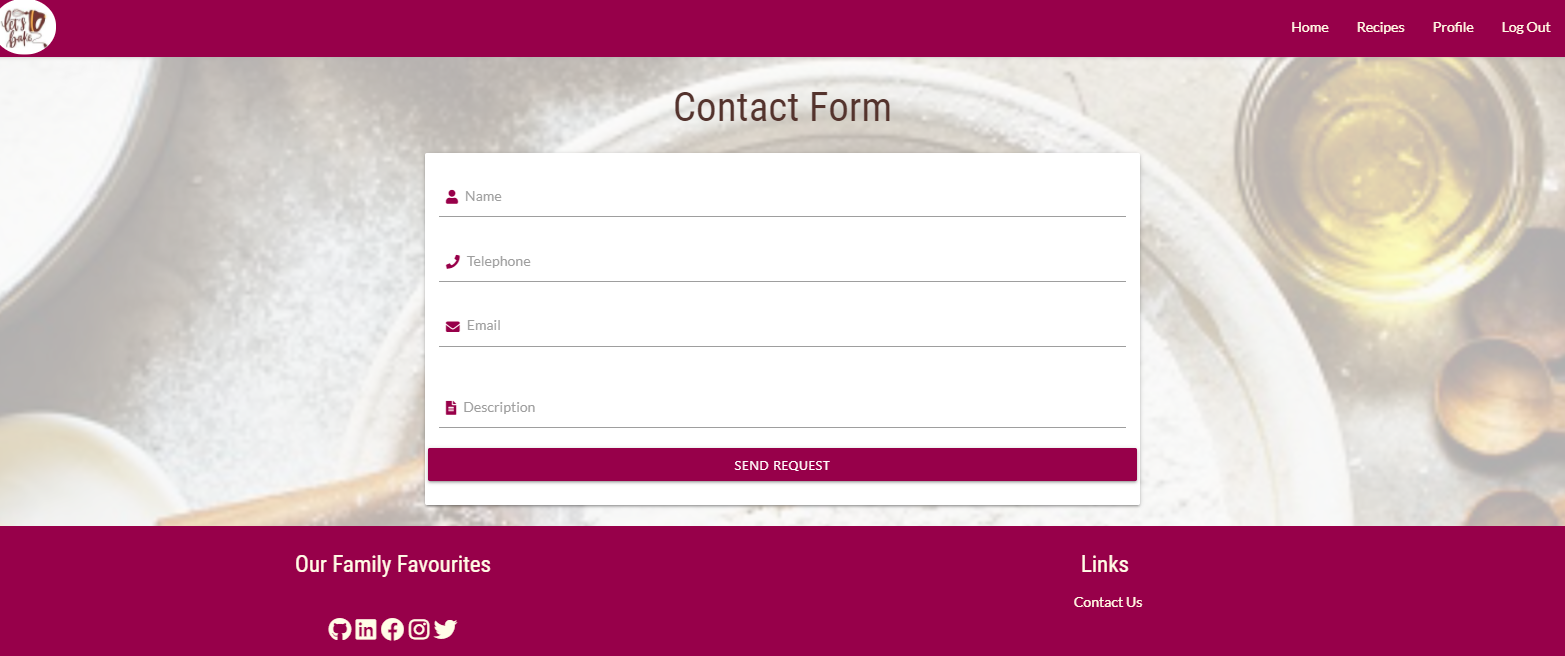 let's
bake
Home Recipes Profile Log Out
Contact Form
Name
Telephone
Email
Description
SEND REQUEST
Our Family Favourites
Links
Contact Us